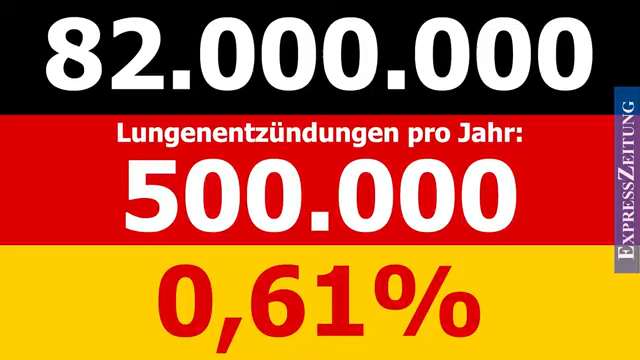 82.000.000
Lungenentzündungen pro Jahr:
500.000
0,61%
EXPRESSZEITUNG